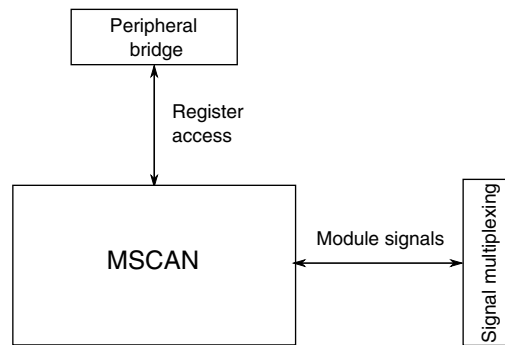 Peripheral
bridge
Register
access
MSCAN
Module signals
Signal multiplexing